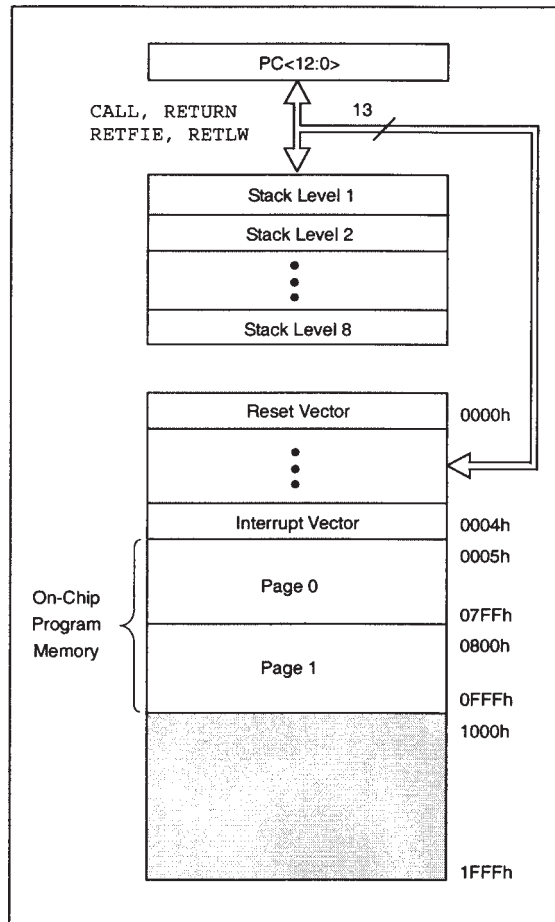 PC<12:0>
CALL, RETURN
RETFIE, RETLW
13
Stack Level 1
Stack Level 2
Stack Level 8
Reset Vector
0000h
Interrupt Vector
0004h
0005h
On-Chip
Program
Memory
Page 0
07FFh
0800h
Page 1
0FFFh
1000h
1FFFh